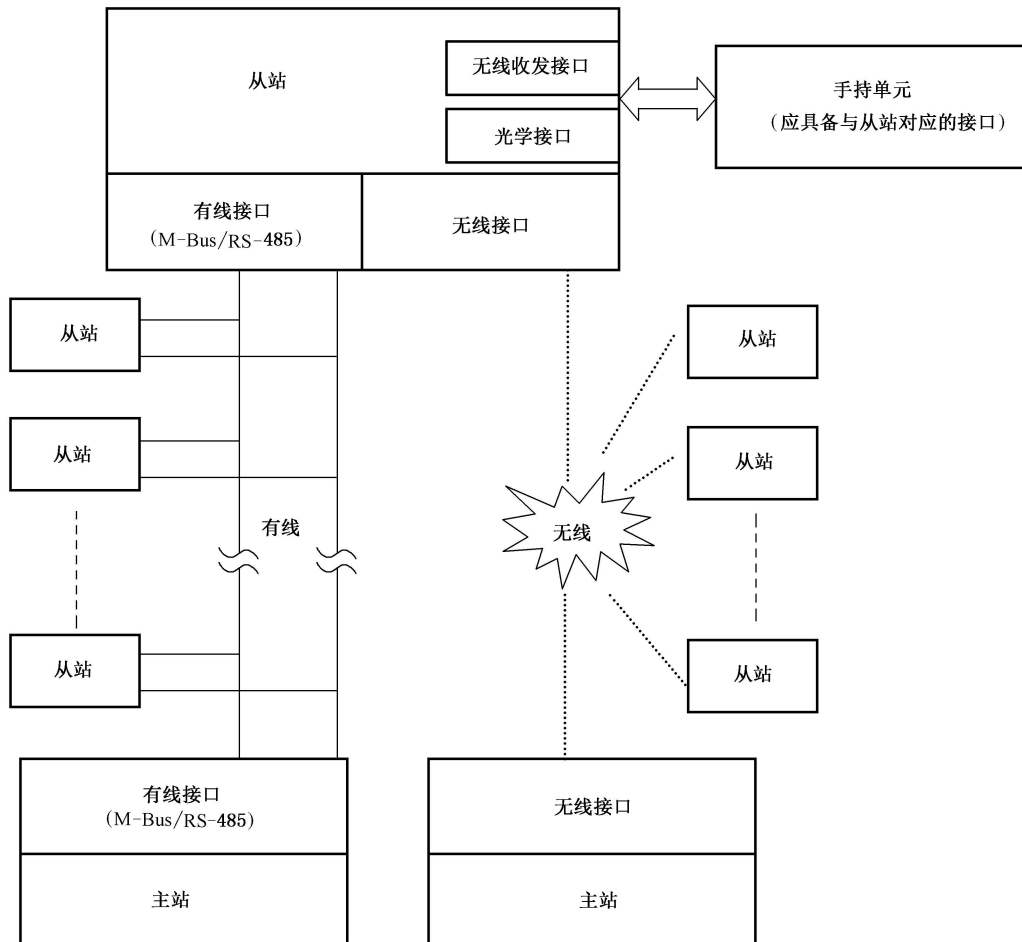 从站
无线收发接口
光学接口
手持单元
(应具备与从站对应的接口)
有线接口
(M-Bus/RS-485)
无线接口
从站
从站
从站
从站
有线
无线
从站
从站
有线接口
(M-Bus/RS-485)
主站
无线接口
主站